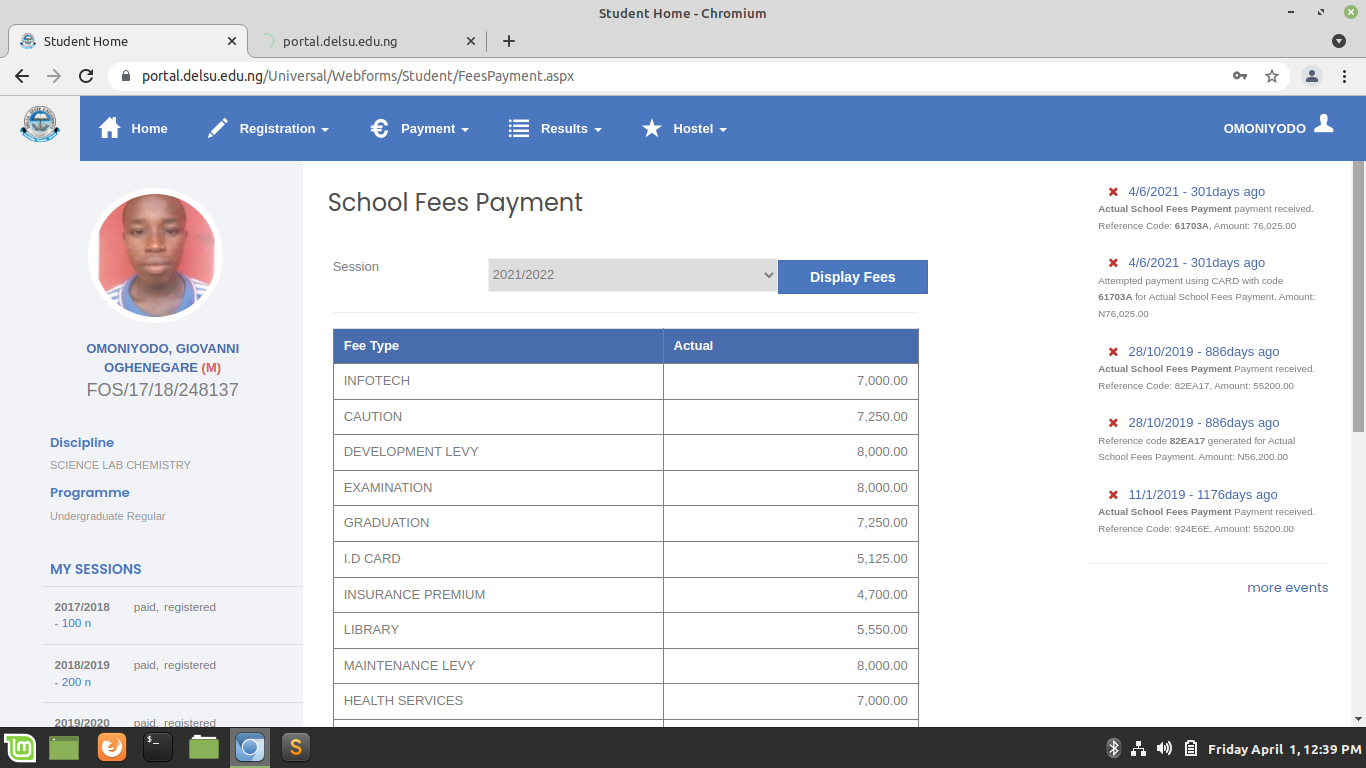 Student Home - Chromium
Student Home
portal.delsu.edu.ng
portal.delsu.edu.ng/Universal/Webforms/Student/FeesPayment.aspx
Home
Registration
Payment
Results
Hostel
OMONIYODO
OMONIYODO, GIOVANNI
OGHENEGARE (M)
FOS/17/18/248137
Discipline
SCIENCE LAB CHEMISTRY
Programme
Undergraduate Regular
MY SESSIONS
2017/2018 paid, registered
- 100 n
2018/2019 paid, registered
- 200 n
2019/2020 paid, registered
School Fees Payment
Session
2021/2022
Display Fees
Fee Type Actual
INFOTECH 7,000.00
CAUTION 7,250.00
DEVELOPMENT LEVY 8,000.00
EXAMINATION 8,000.00
GRADUATION 7,250.00
I.D CARD 5,125.00
INSURANCE PREMIUM 4,700.00
LIBRARY 5,550.00
MAINTENANCE LEVY 8,000.00
HEALTH SERVICES 7,000.00
4/6/2021 - 301days ago
Actual School Fees Payment payment received.
Reference Code: 61703A, Amount: 76,025.00
4/6/2021 - 301days ago
Attempted payment using CARD with code
61703A for Actual School Fees Payment. Amount:
N76,025.00
28/10/2019 - 886days ago
Actual School Fees Payment Payment received.
Reference Code: 82EA17, Amount: 55200.00
28/10/2019 - 886days ago
Reference code 82EA17 generated for Actual
School Fees Payment. Amount: N56,200.00
11/1/2019 - 1176days ago
Actual School Fees Payment Payment received.
Reference Code: 924E6E, Amount: 55200.00
more events
Friday April 1, 12:39 PM